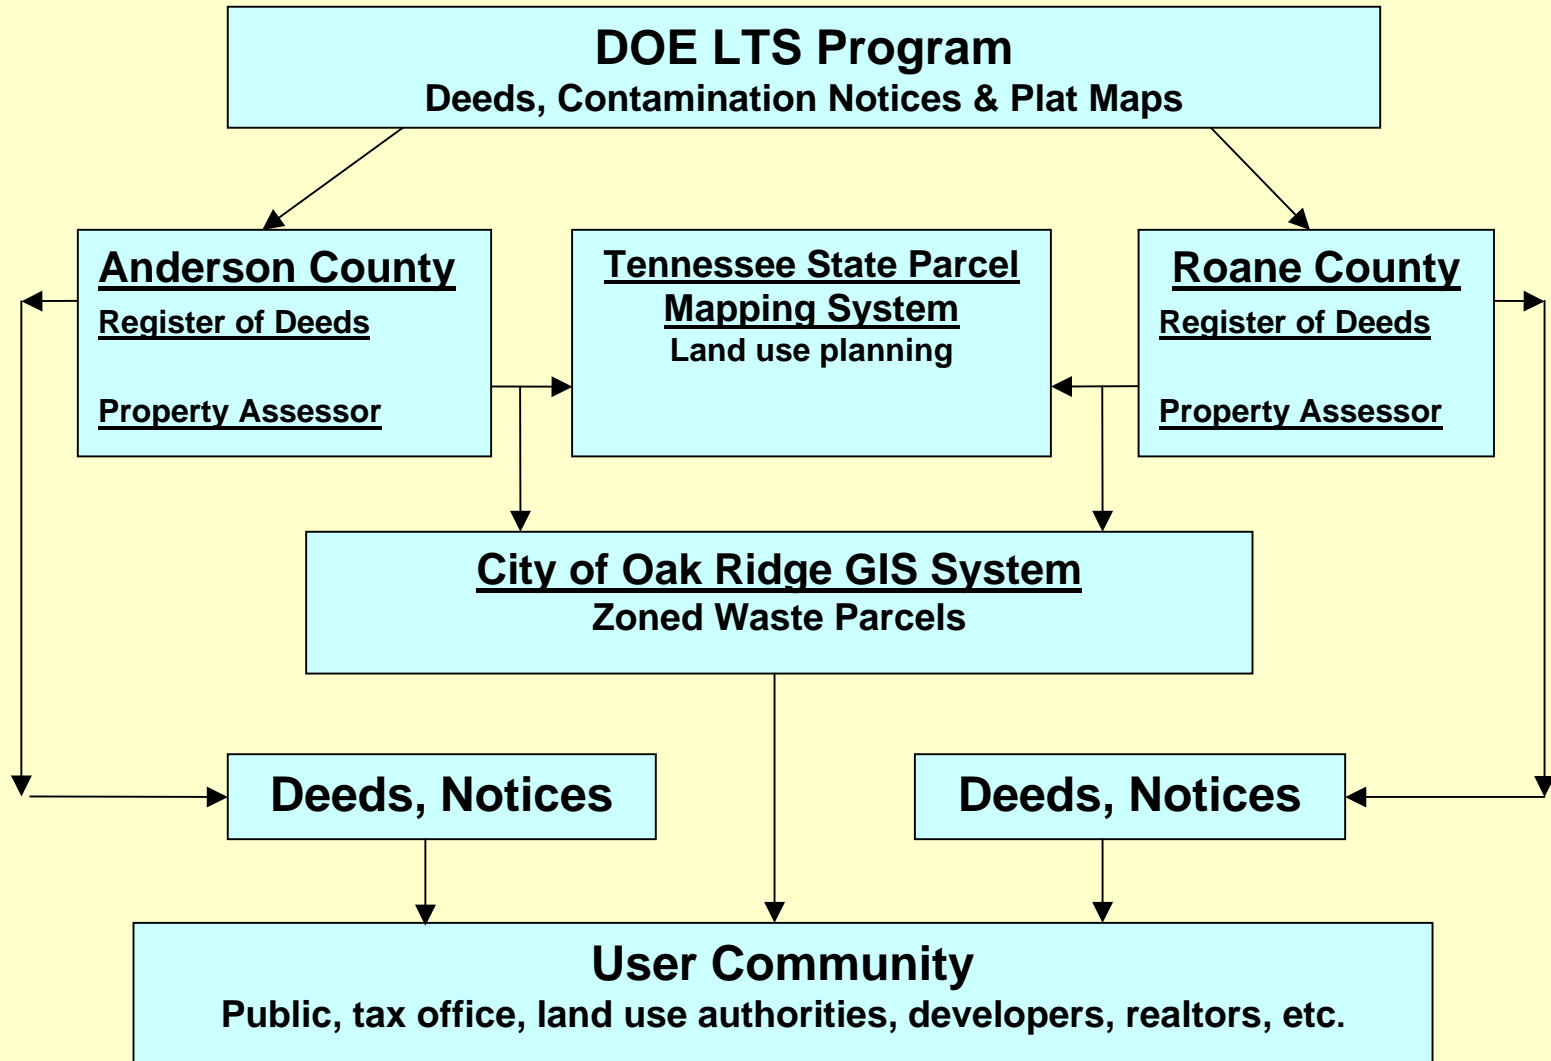 DOE LTS Program
Deeds, Contamination Notices & Plat Maps
Anderson County
Register of Deeds
Property Assessor
Tennessee State Parcel
Mapping System
Land use planning
Roane County
Register of Deeds
Property Assessor
City of Oak Ridge GIS System
Zoned Waste Parcels
Deeds, Notices
Deeds, Notices
User Community
Public, tax office, land use authorities, developers, realtors, etc.